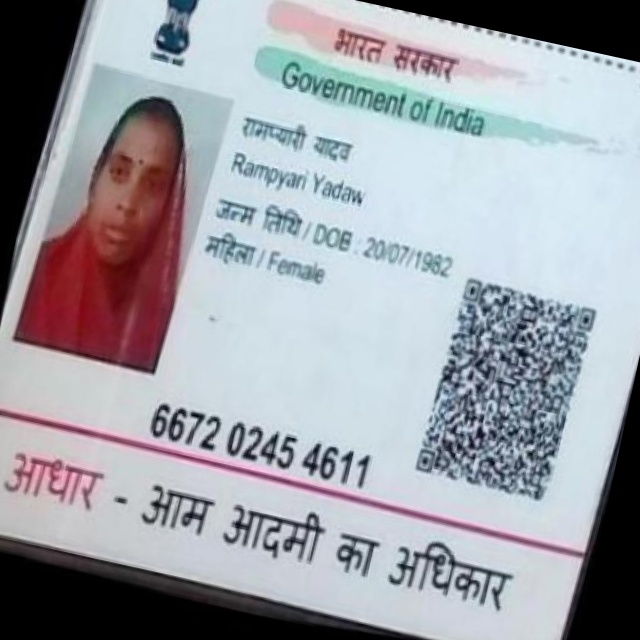 भारत सरकार
Government of India
रामप्यारी यादव
Rampyari Yadaw
जन्म तिथि / DOB : 20/07/1982
महिला / Female
6672 0245 4611
आधार - आम आदमी का अधिकार